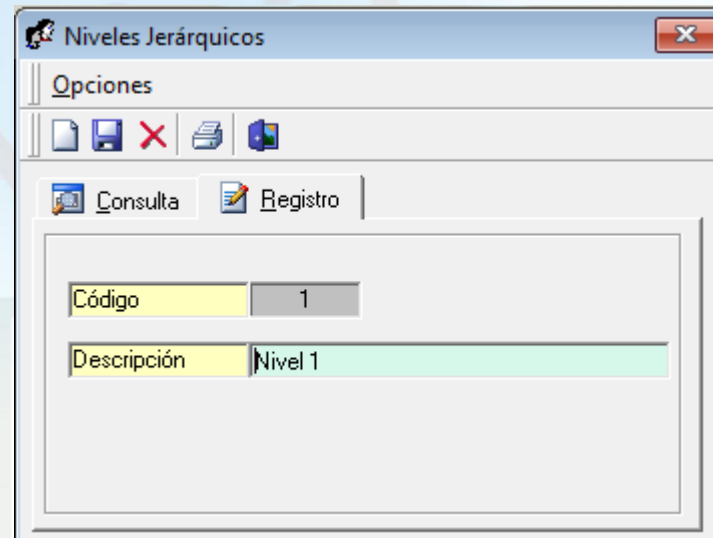 Niveles Jerárquicos
Opciones
Consulta Registro
Código 1
Descripción Nivel 1